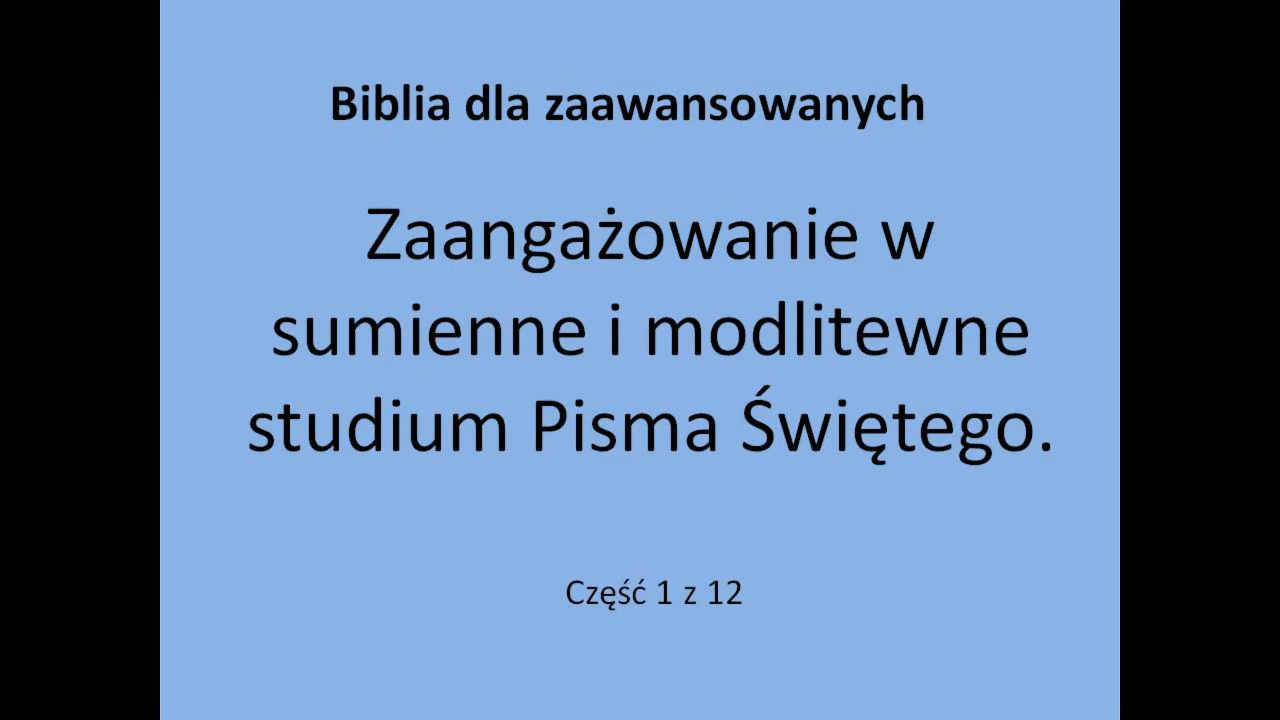 Biblia dla zaawansowanych
Zaangażowanie w
sumienne i modlitewne
studium Pisma Świętego.
Część 1 z 12